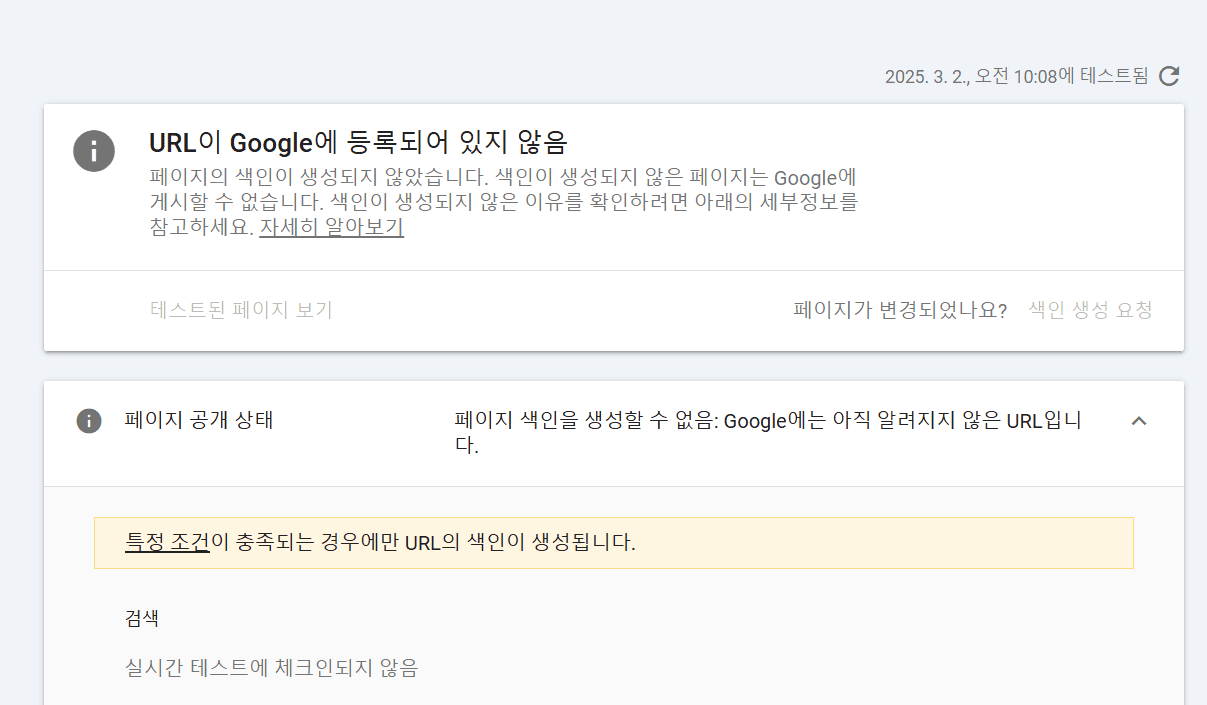 2025. 3. 2., 오전 10:08에 테스트됨
URL이 Google에 등록되어 있지 않음
페이지의 색인이 생성되지 않았습니다. 색인이 생성되지 않은 페이지는 Google에
게시할 수 없습니다. 색인이 생성되지 않은 이유를 확인하려면 아래의 세부정보를
참고하세요. 자세히 알아보기
테스트된 페이지 보기
페이지가 변경되었나요? 색인 생성 요청
페이지 공개 상태
페이지 색인을 생성할 수 없음: Google에는 아직 알려지지 않은 URL입니
다.
특정 조건이 충족되는 경우에만 URL의 색인이 생성됩니다.
검색
실시간 테스트에 체크인되지 않음